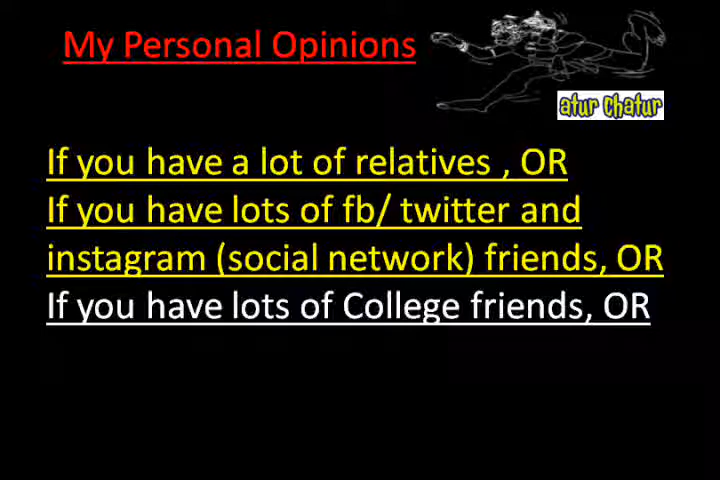 My Personal Opinions
atur chatur
If you have a lot of relatives , OR
If you have lots of fb/ twitter and
instagram (social network) friends, OR
If you have lots of College friends, OR